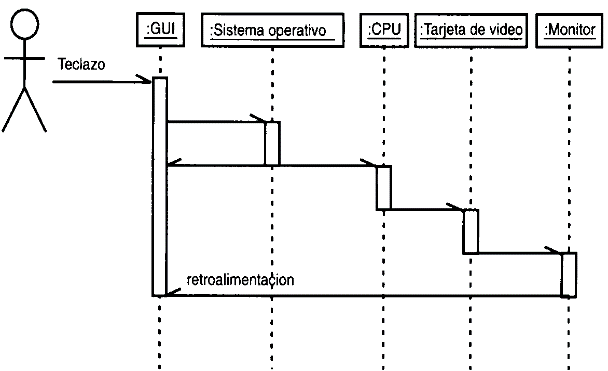 :GUI
:Sistema operativo
:CPU
:Tarjeta de video
:Monitor
Teclazo
retroalimentacion